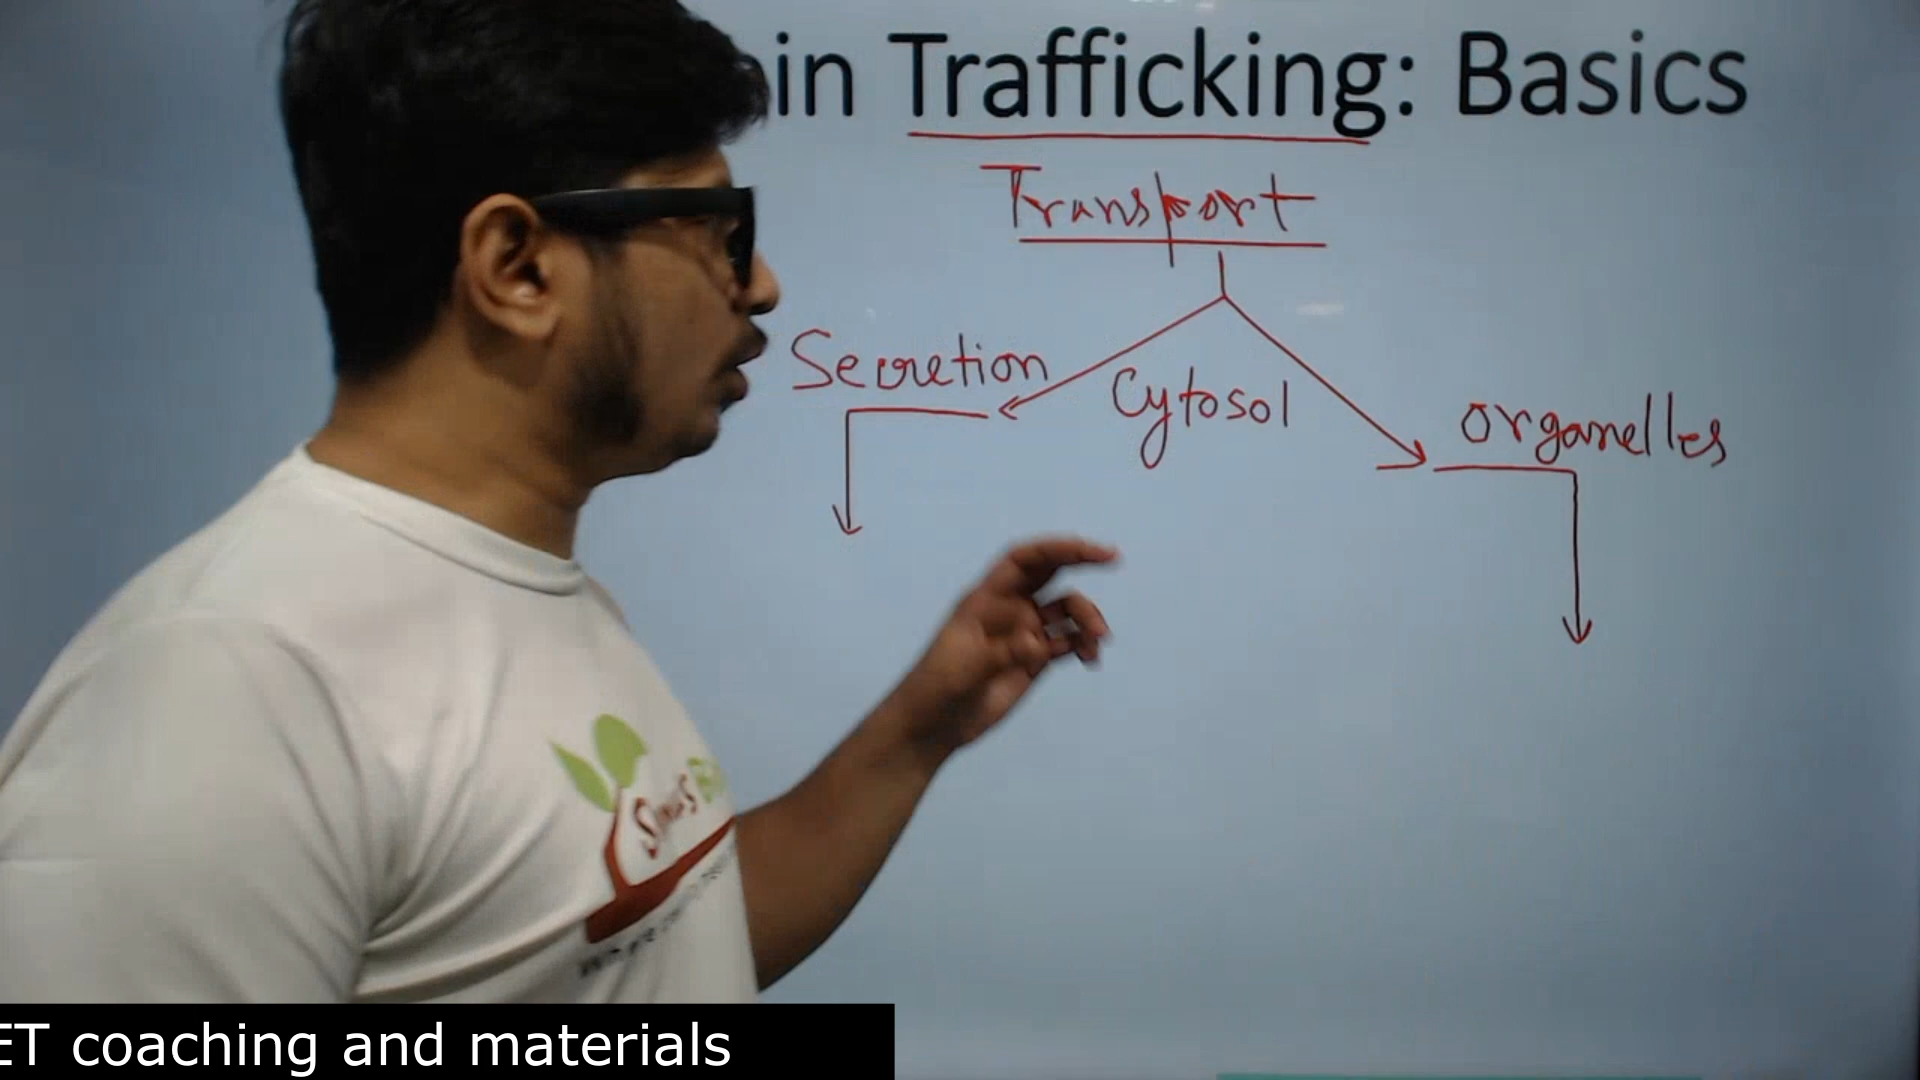 in Trafficking: Basics
Transport
Secretion
Cytosol
organelles
ET coaching and materials